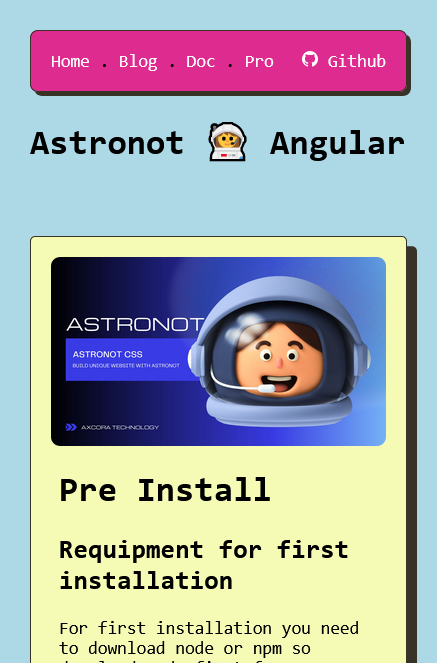 Home . Blog . Doc . Pro Github
Astronot Angular
ASTRONOT
ASTRONOT CSS
BUILD UNIQUE WEBSITE WITH ASTRONOT
AXCORA TECHNOLOGY
Pre Install
Requipment for first
installation
For first installation you need
to download node or npm so